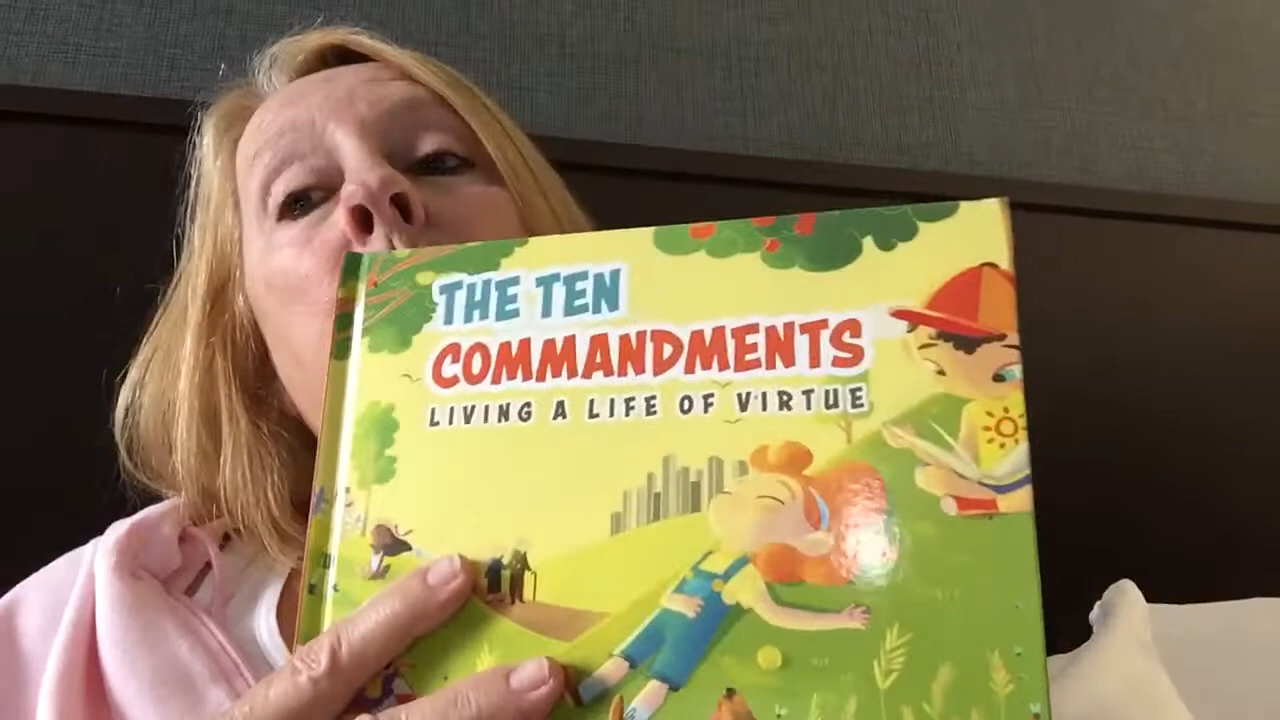 THE TEN
COMMANDMENTS
LIVING A LIFE OF VIRTUE